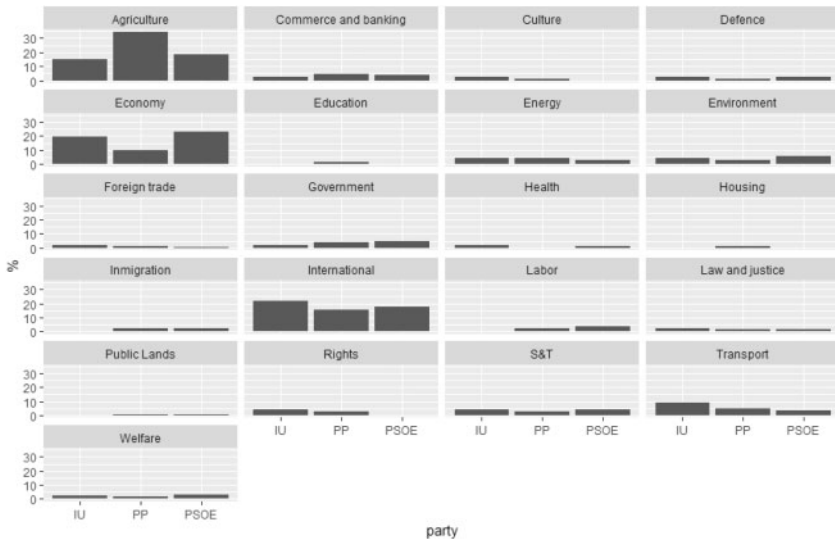 Agriculture Commerce and banking Culture Defence
30
20
10
0
Economy Education Energy Environment
30
20
10
0
Foreign trade Government Health Housing
30
20
10
0
%
Inmigration International Labor Law and justice
30
20
10
0
Public Lands Rights S&T Transport
30
20
10
0
IU PP PSOE IU PP PSOE IU PP PSOE
Welfare
30
20
10
0
IU PP PSOE
party